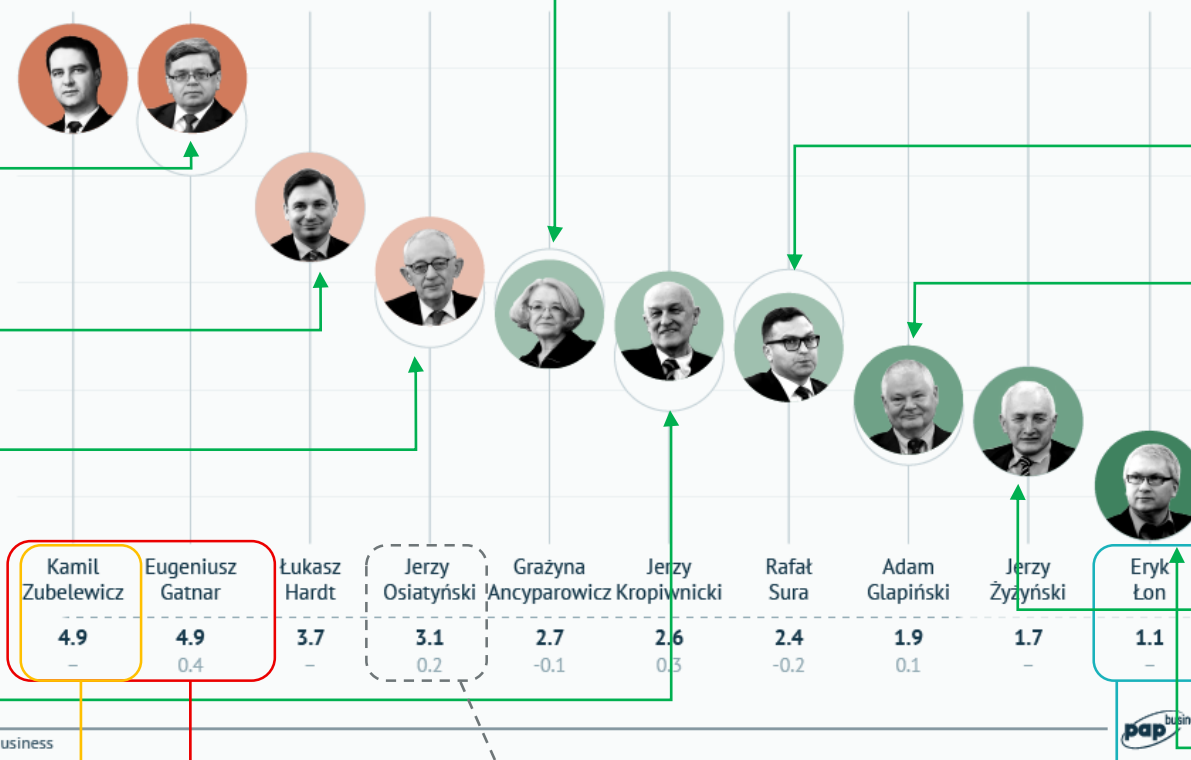 Kamil Eugeniusz Łukasz Jerzy Grażyna Jerzy Rafał Adam Jerzy Eryk
Zubelewicz Gatnar Hardt Osiatyński Ancyparowicz Kropiwnicki Sura Glapiński Żyżyński Łon
4.9 4.9 3.7 3.1 2.7 2.6 2.4 1.9 1.7 1.1
– 0.4 – 0.2 -0.1 0.3 -0.2 0.1 – –
pap busin
usiness